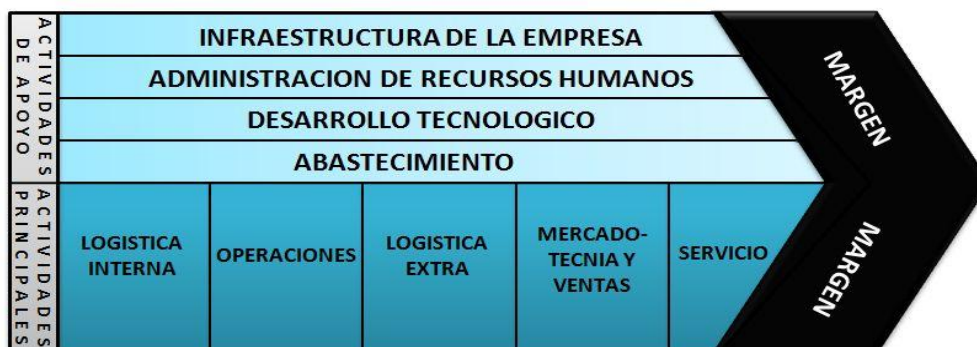 ACTIVIDADES
DE APOYO
INFRAESTRUCTURA DE LA EMPRESA
ADMINISTRACION DE RECURSOS HUMANOS
DESARROLLO TECNOLOGICO
ABASTECIMIENTO
MARGEN
ACTIVIDADES
PRINCIPALES
LOGISTICA
INTERNA
OPERACIONES
LOGISTICA
EXTRA
MERCADO-
TECNIA Y
VENTAS
SERVICIO
MARGEN